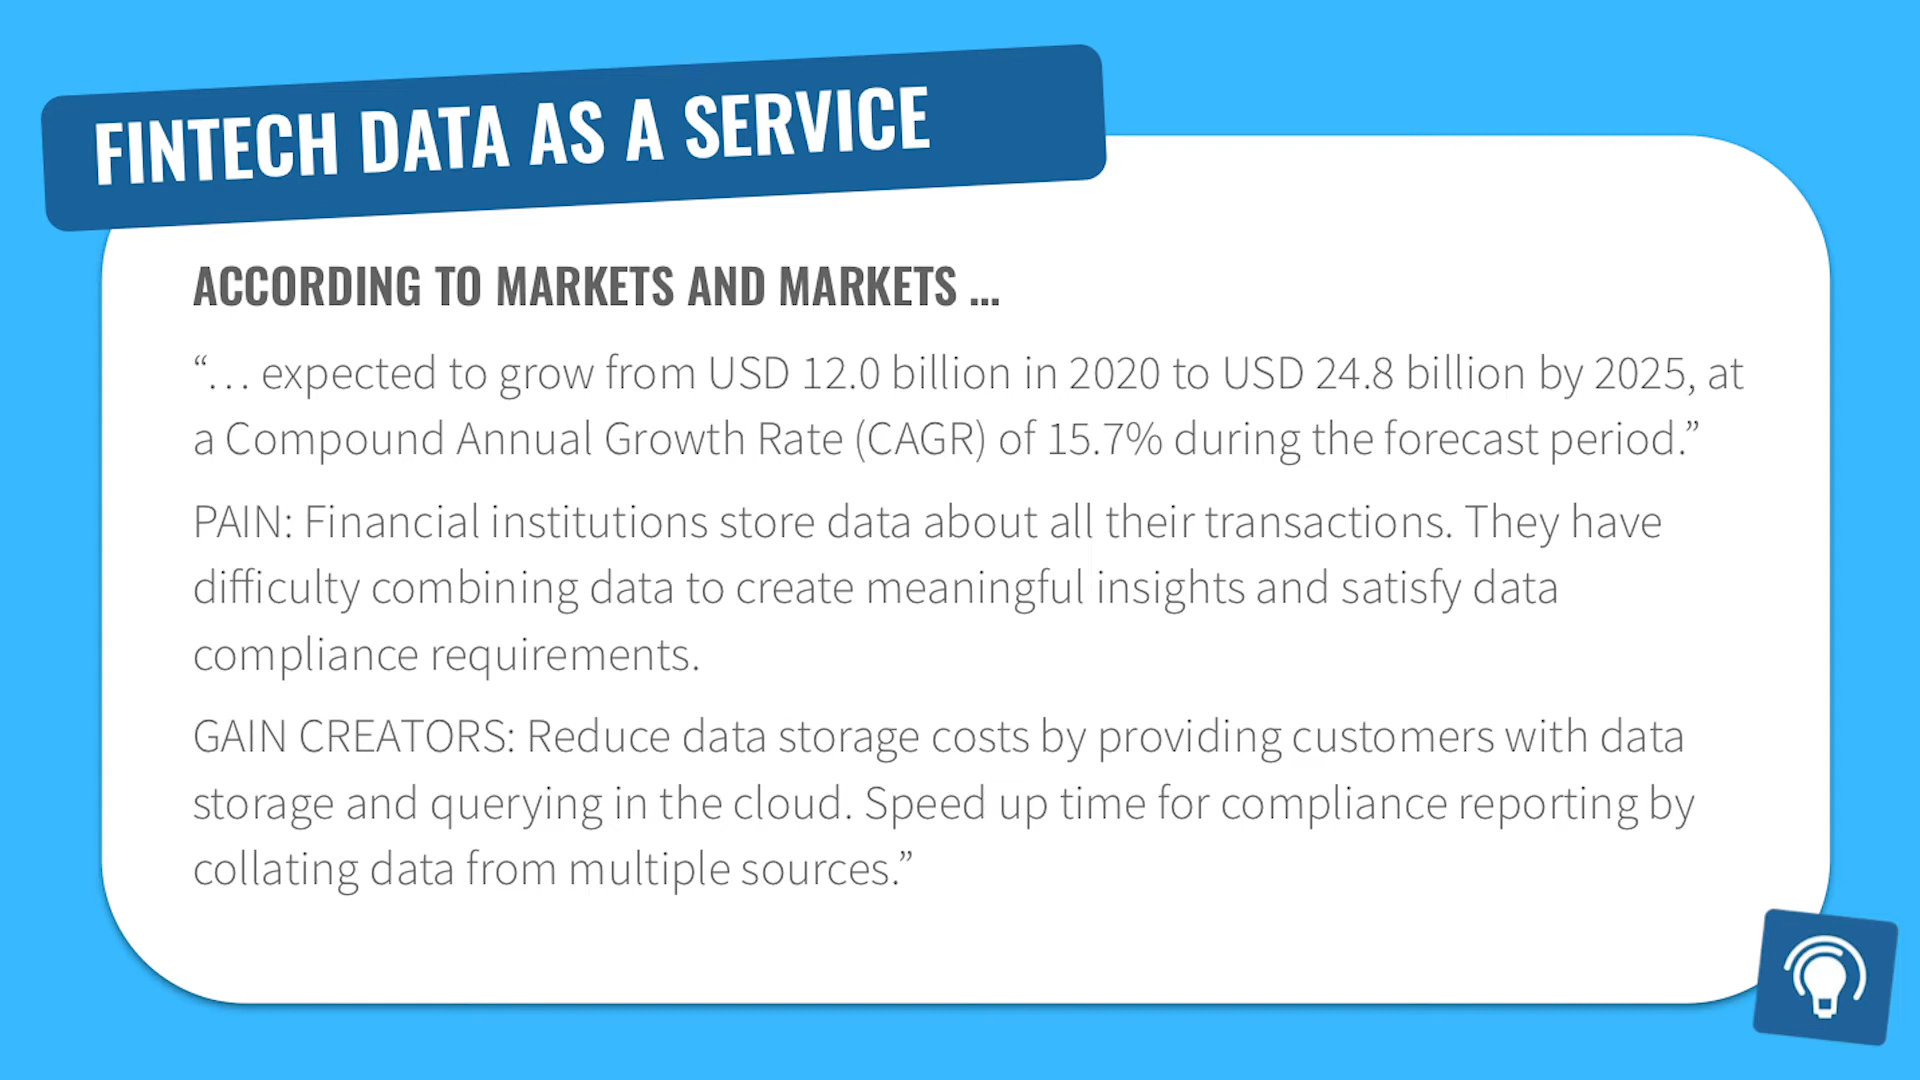 FINTECH DATA AS A SERVICE
ACCORDING TO MARKETS AND MARKETS ...
“… expected to grow from USD 12.0 billion in 2020 to USD 24.8 billion by 2025, at
a Compound Annual Growth Rate (CAGR) of 15.7% during the forecast period.”
PAIN: Financial institutions store data about all their transactions. They have
difficulty combining data to create meaningful insights and satisfy data
compliance requirements.
GAIN CREATORS: Reduce data storage costs by providing customers with data
storage and querying in the cloud. Speed up time for compliance reporting by
collating data from multiple sources.”